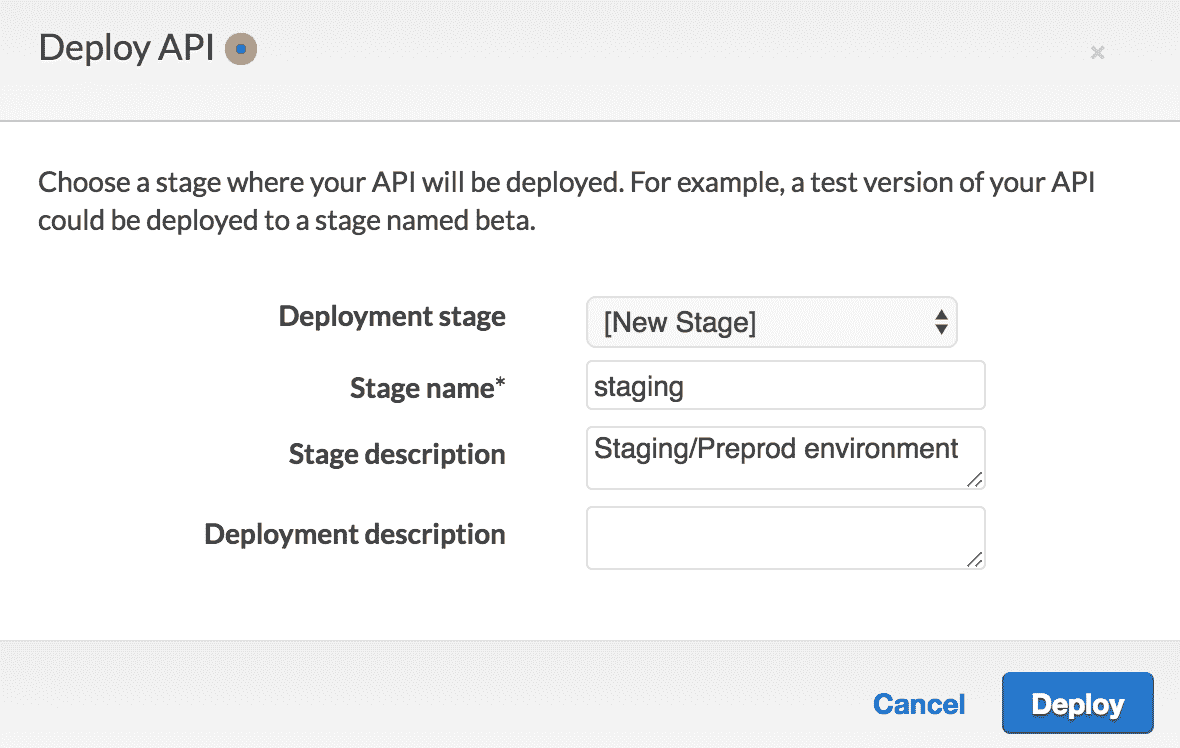 Deploy API
×
Choose a stage where your API will be deployed. For example, a test version of your API
could be deployed to a stage named beta.
Deployment stage [New Stage]
Stage name* staging
Stage description Staging/Preprod environment
Deployment description
Cancel Deploy